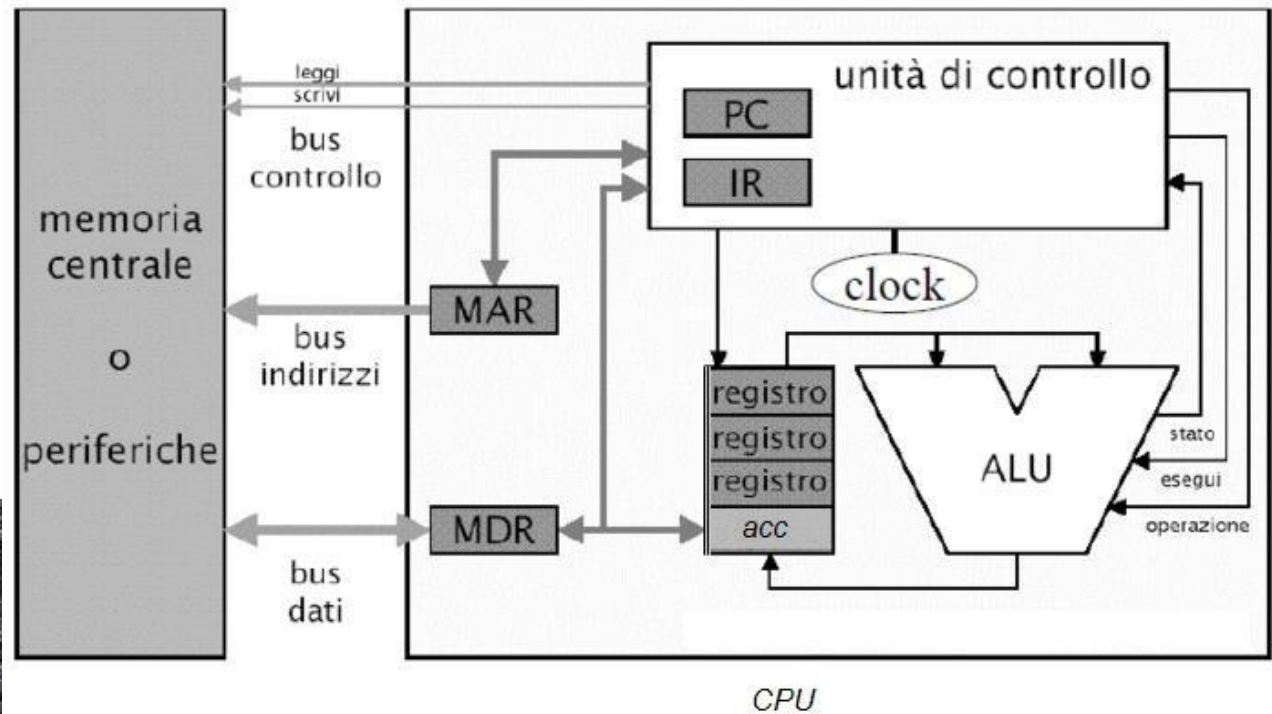 memoria
centrale
o
periferiche
leggi
scrivi
bus
controllo
bus
indirizzi
bus
dati
MAR
MDR
unità di controllo
PC
IR
clock
registro
registro
registro
acc
ALU
stato
esegui
operazione
CPU